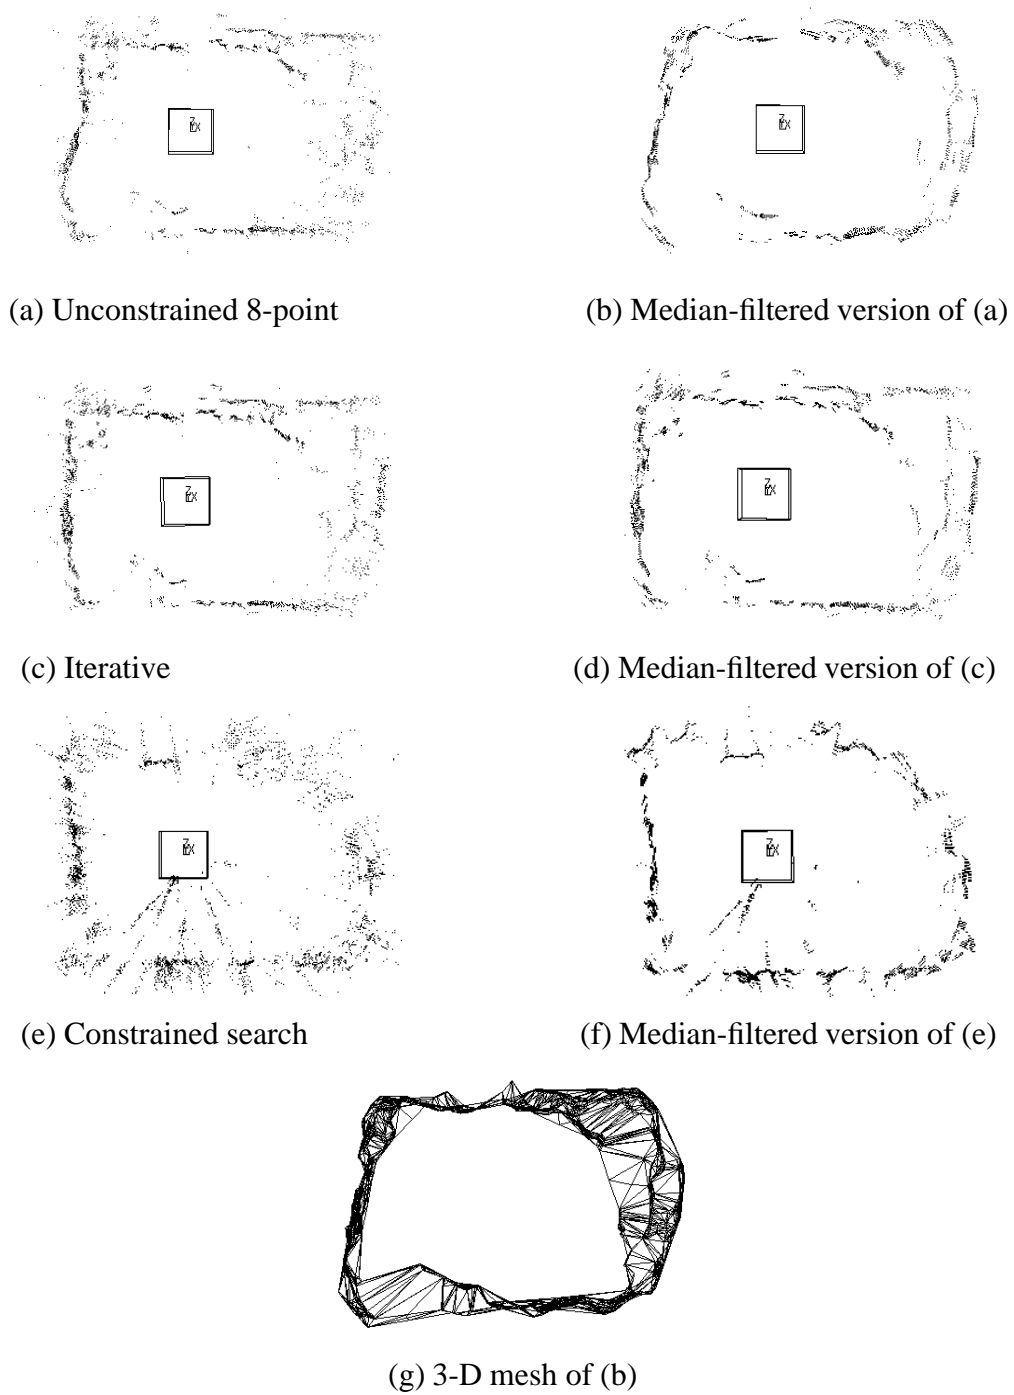 (a) Unconstrained 8-point
(b) Median-filtered version of (a)
(c) Iterative
(d) Median-filtered version of (c)
(e) Constrained search
(f) Median-filtered version of (e)
(g) 3-D mesh of (b)